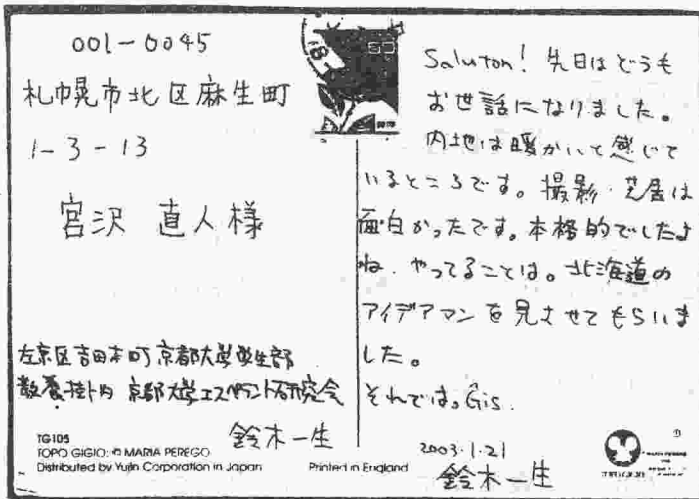 001-0045
札幌市北区麻生町
1-3-13
宮沢 直人様
左京区吉田本町京都大学学生部
教養掛内 京都大学エスペラント研究会
鈴木一生
TG105
TOPO GIGIO: © MARIA PEREGO
Distributed by Yujin Corporation in Japan
Printed in England
Saluton! 先日はどうも
お世話になりました。
内地は暖かいと感じて
いるところです。撮影・芝居は
面白かったです。本格的でしたよ
ね、やってることは。北海道の
アイデアマンを見させてもらいま
した。
それでは。Gis.
2003.1.21
鈴木一生